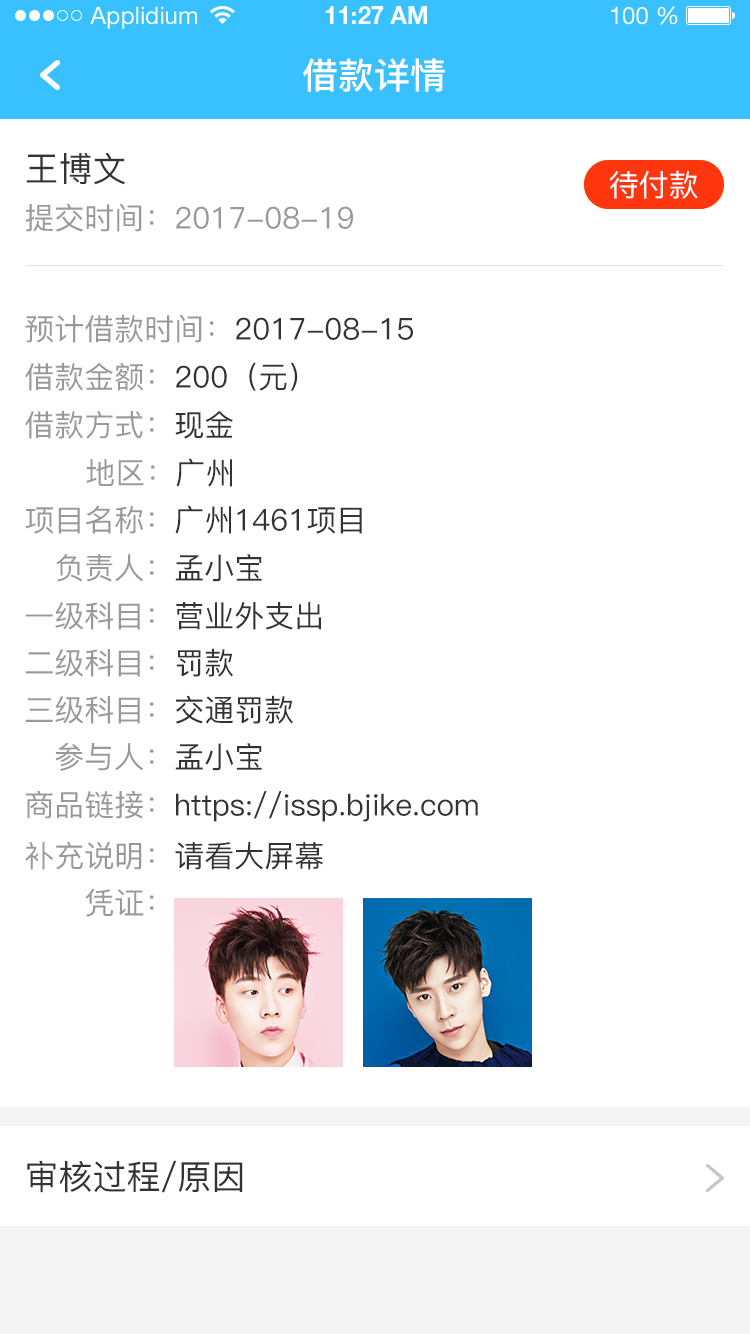 Applidium 11:27 AM 100 %
借款详情
王博文
待付款
提交时间：2017-08-19
预计借款时间：2017-08-15
借款金额：200（元）
借款方式：现金
地区：广州
项目名称：广州1461项目
负责人：孟小宝
一级科目：营业外支出
二级科目：罚款
三级科目：交通罚款
参与人：孟小宝
商品链接：https://issp.bjike.com
补充说明：请看大屏幕
凭证：
审核过程/原因